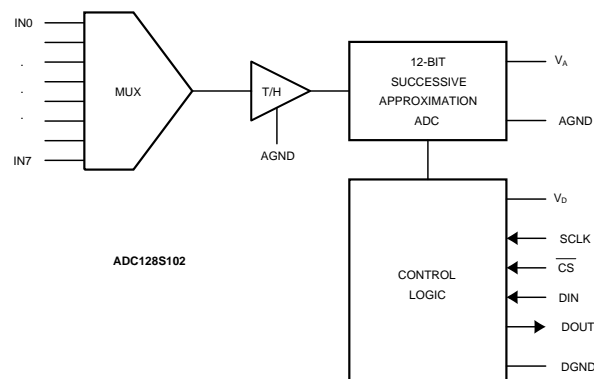 IN0
.
.
.
IN7
MUX
T/H
AGND
12-BIT
SUCCESSIVE
APPROXIMATION
ADC
VA
AGND
ADC128S102
CONTROL
LOGIC
VD
SCLK
CS
DIN
DOUT
DGND